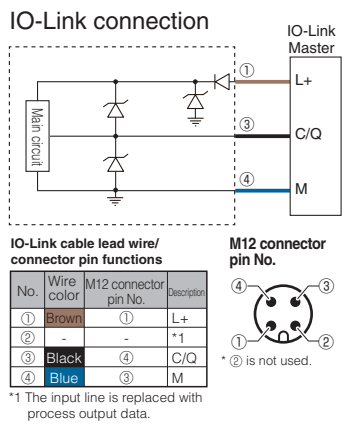 IO-Link connection
IO-Link
Master
① L+
Main circuit
③ C/Q
④ M
IO-Link cable lead wire/
connector pin functions
No. Wire color M12 connector pin No. Description
① Brown ① L+
② - - *1
③ Black ④ C/Q
④ Blue ③ M
*1 The input line is replaced with
process output data.
M12 connector
pin No.
④ ③
① ②
* ② is not used.